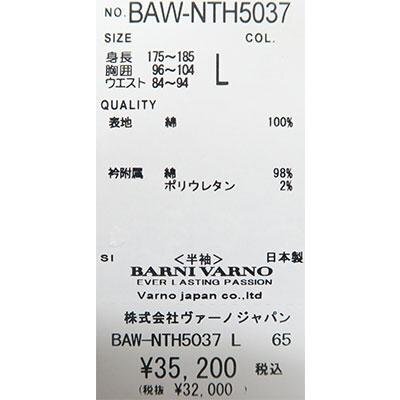 NO. BAW-NTH5037
SIZE COL.
身長 175～185
胸囲 96～104 L
ウエスト 84～94
QUALITY
表地 綿 100%
衿附属 綿 98%
ポリウレタン 2%
SI ＜半袖＞ 日本製
BARNI VARNO
EVER LASTING PASSION
Varno japan co.,ltd
株式会社ヴァーノジャパン
BAW-NTH5037 L 65
¥35,200 税込
(税抜 ¥32,000)